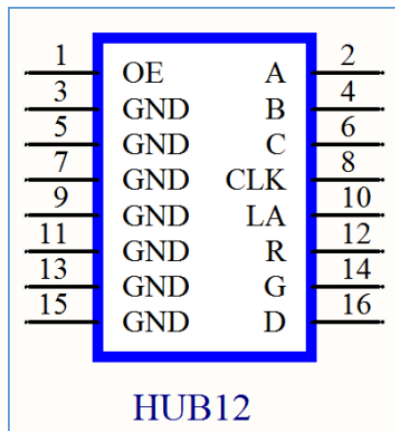 1 OE A 2
3 GND B 4
5 GND C 6
7 GND CLK 8
9 GND LA 10
11 GND R 12
13 GND G 14
15 GND D 16
HUB12